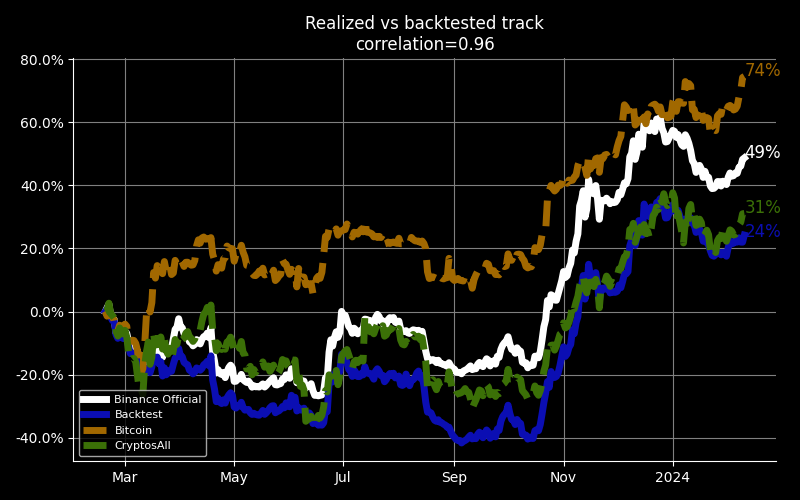 Realized vs backtested track
correlation=0.96
80.0%
60.0%
40.0%
20.0%
0.0%
-20.0%
-40.0%
74%
49%
31%
24%
Binance Official
Backtest
Bitcoin
CryptosAll
Mar
May
Jul
Sep
Nov
2024